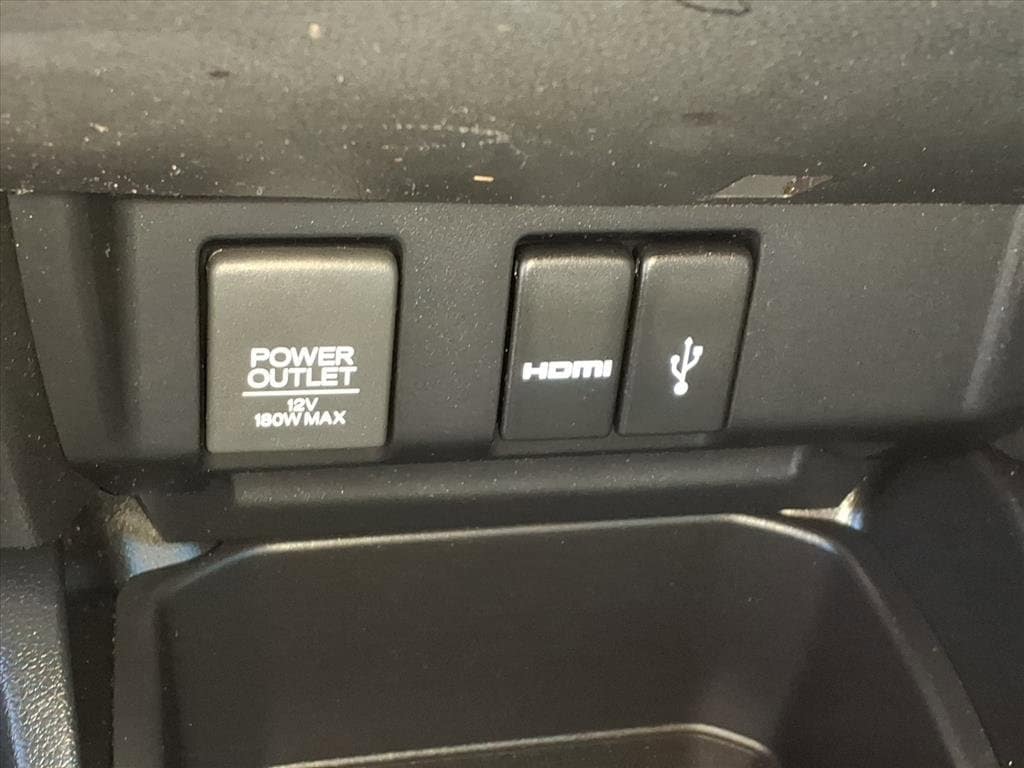 POWER
OUTLET
12V
180W MAX
HDMI